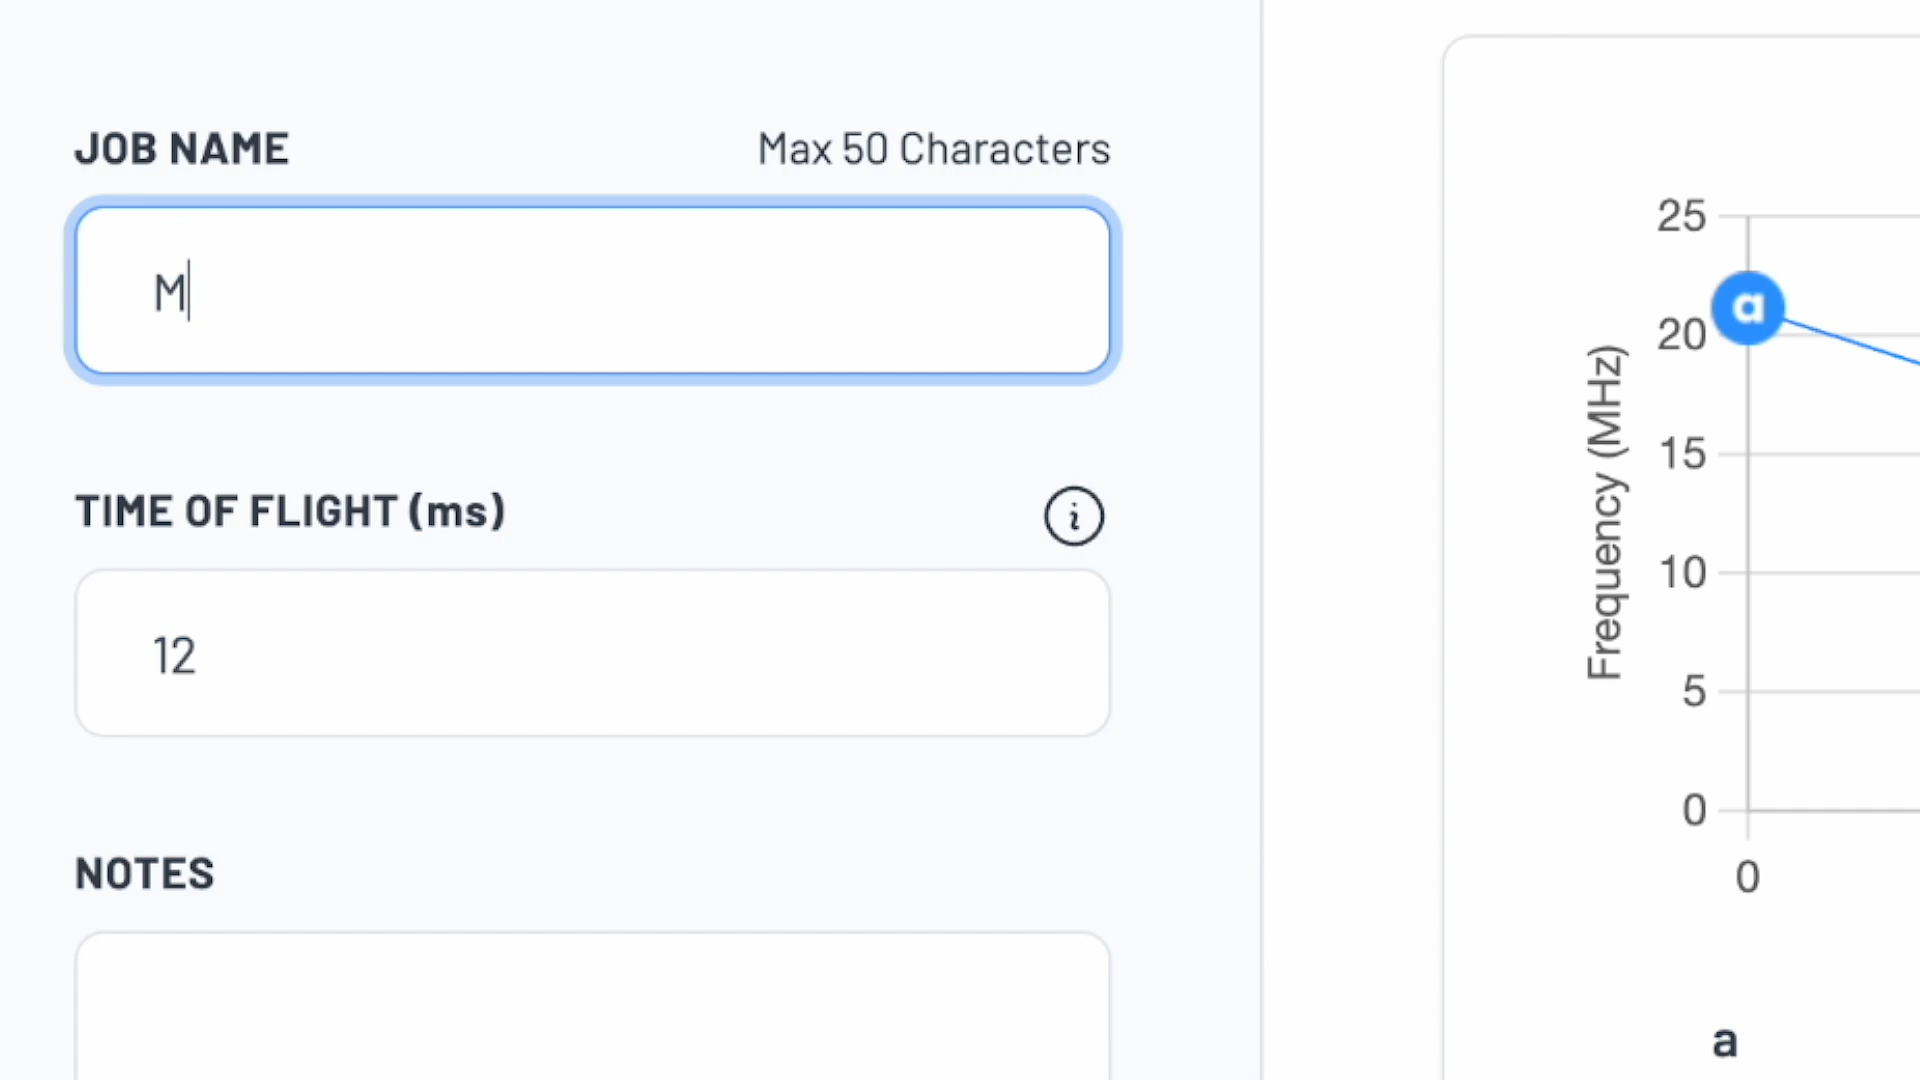 JOB NAME
Max 50 Characters
M
TIME OF FLIGHT (ms)
i
12
NOTES
25
a
20
15
10
5
0
Frequency (MHz)
0
a